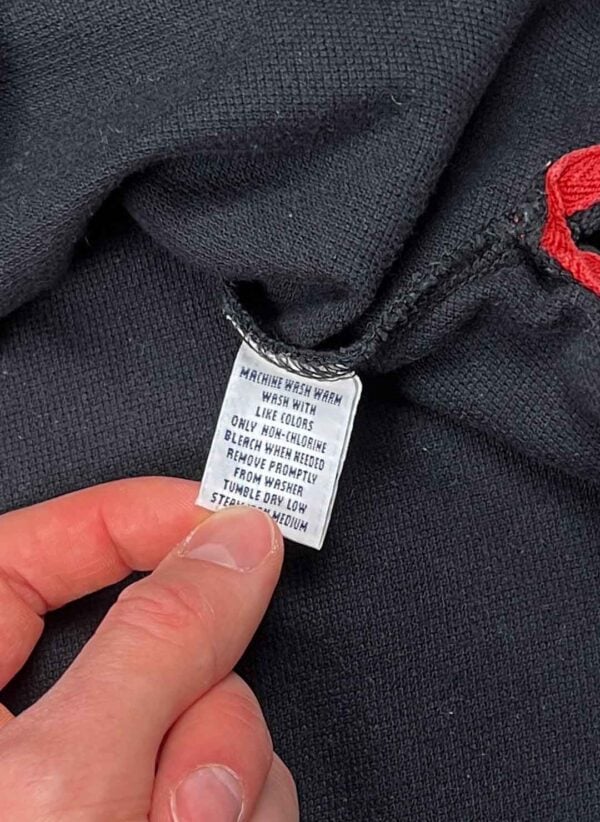 MACHINE WASH WARM
WASH WITH
LIKE COLORS
ONLY NON-CHLORINE
BLEACH WHEN NEEDED
REMOVE PROMPTLY
FROM WASHER
TUMBLE DRY LOW
MEDIUM